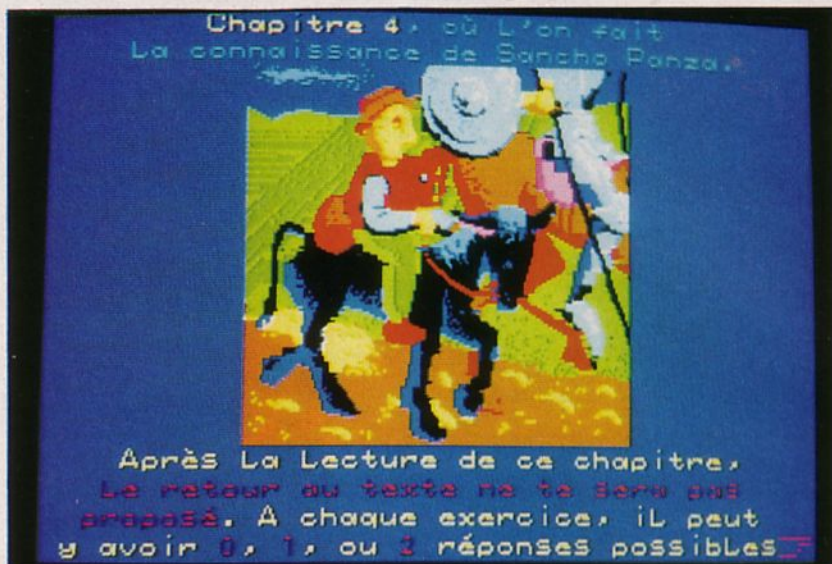 Chapitre 4, où L'on fait
La connaissance de Sancho Panza.
Après La Lecture de ce chapitre,
Le retour au texte ne te sera pas
proposé. A chaque exercice, iL peut
y avoir 0, 1, ou 2 réponses possibLes